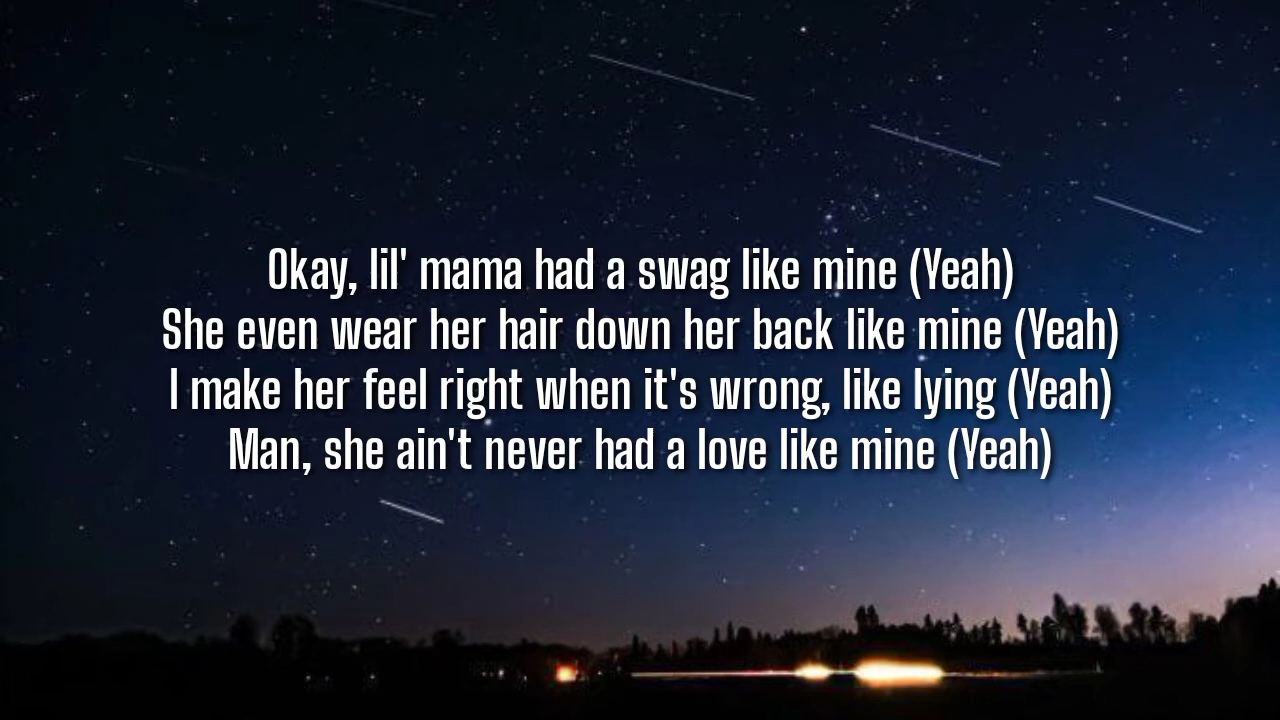 Okay, lil' mama had a swag like mine (Yeah)
She even wear her hair down her back like mine (Yeah)
I make her feel right when it's wrong, like lying (Yeah)
Man, she ain't never had a love like mine (Yeah)